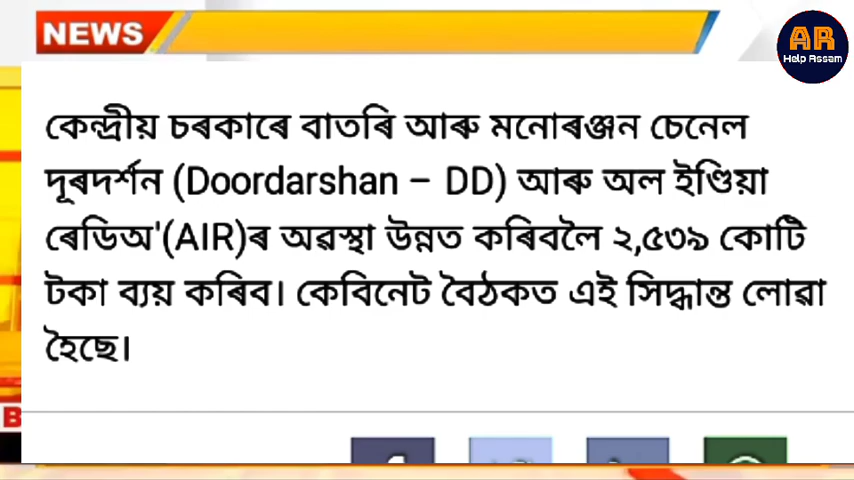 NEWS
AR
Help Assam
কেন্দ্ৰীয় চৰকাৰে বাতৰি আৰু মনোৰঞ্জন চেনেল
দূৰদৰ্শন (Doordarshan – DD) আৰু অল ইণ্ডিয়া
ৰেডিঅ'(AIR)ৰ অৱস্থা উন্নত কৰিবলৈ ২,৫৩৯ কোটি
টকা ব্যয় কৰিব। কেবিনেট বৈঠকত এই সিদ্ধান্ত লোৱা
হৈছে।
B